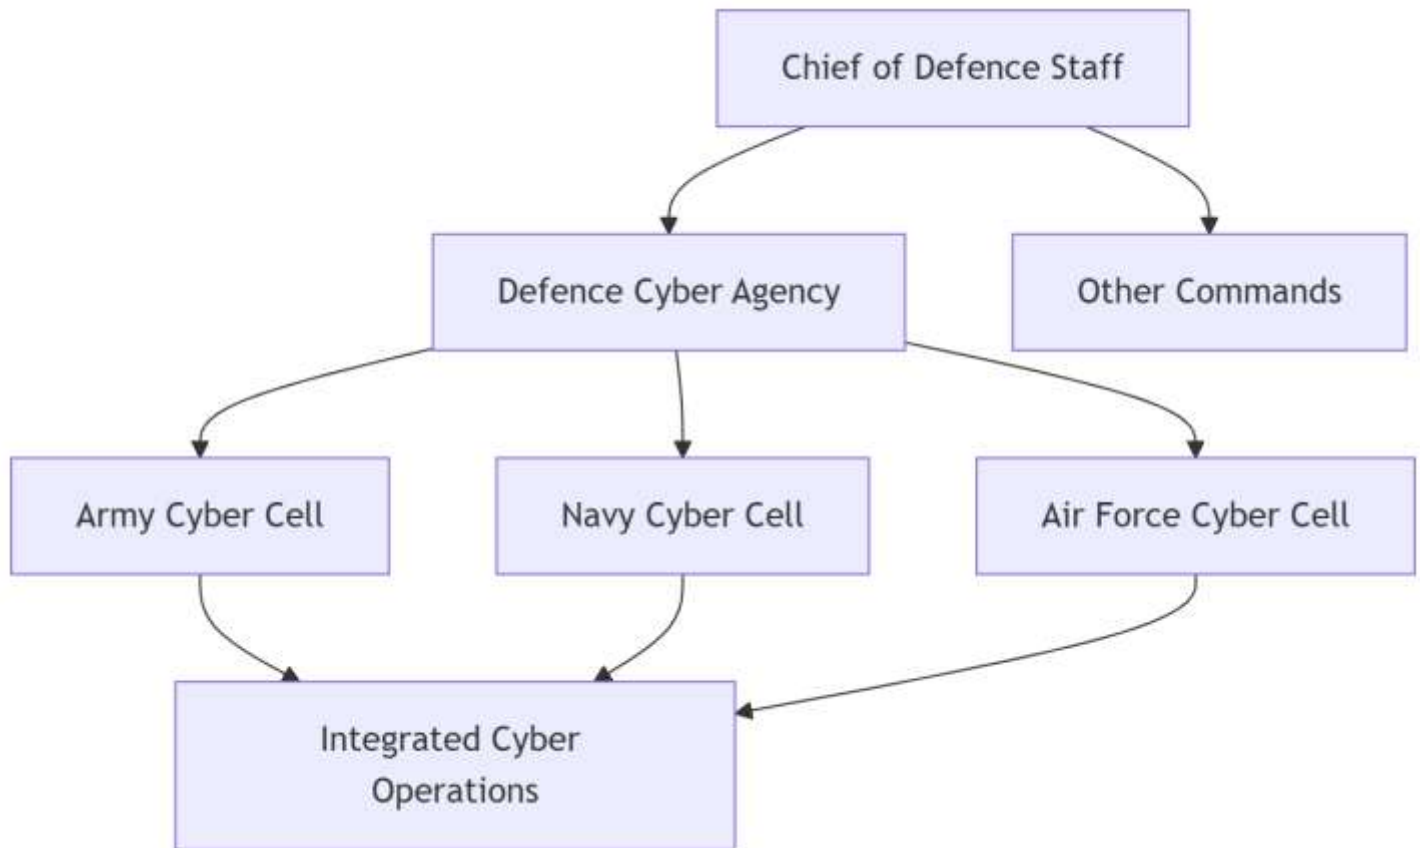 Chief of Defence Staff
Defence Cyber Agency
Other Commands
Army Cyber Cell
Navy Cyber Cell
Air Force Cyber Cell
Integrated Cyber
Operations